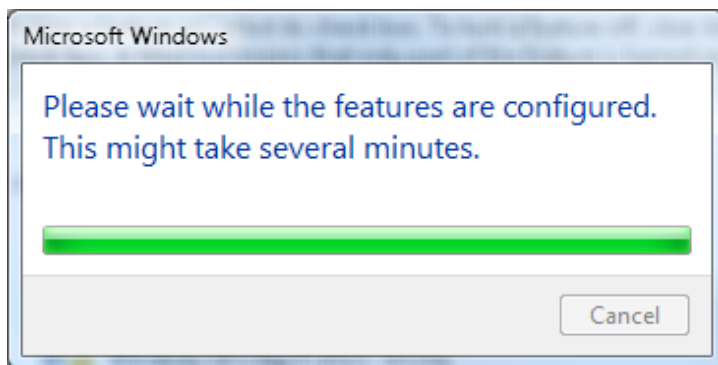 Microsoft Windows
Please wait while the features are configured.
This might take several minutes.
Cancel